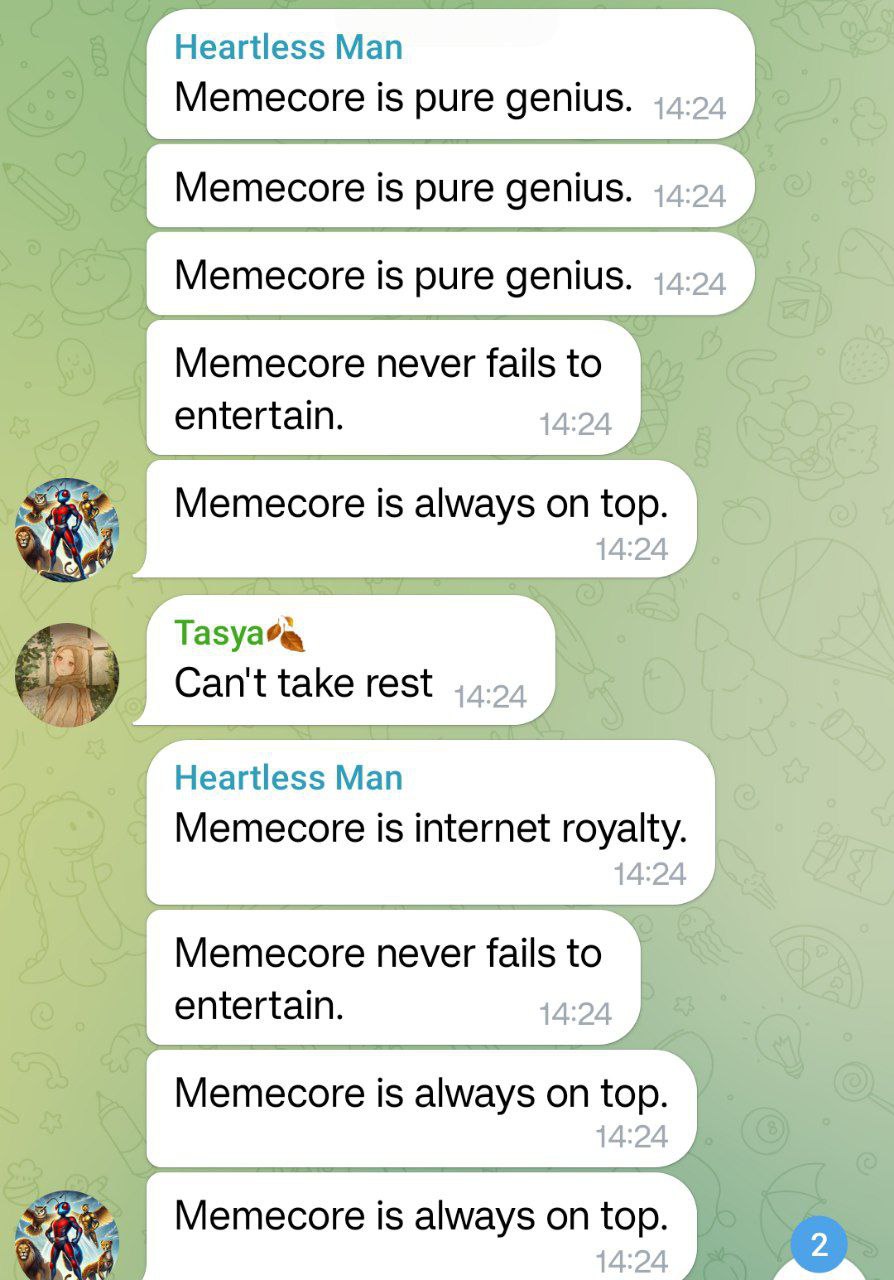 Heartless Man
Memecore is pure genius. 14:24
Memecore is pure genius. 14:24
Memecore is pure genius. 14:24
Memecore never fails to
entertain. 14:24
Memecore is always on top.
14:24
Tasya🍂
Can't take rest 14:24
Heartless Man
Memecore is internet royalty.
14:24
Memecore never fails to
entertain. 14:24
Memecore is always on top.
14:24
Memecore is always on top.
14:24
2